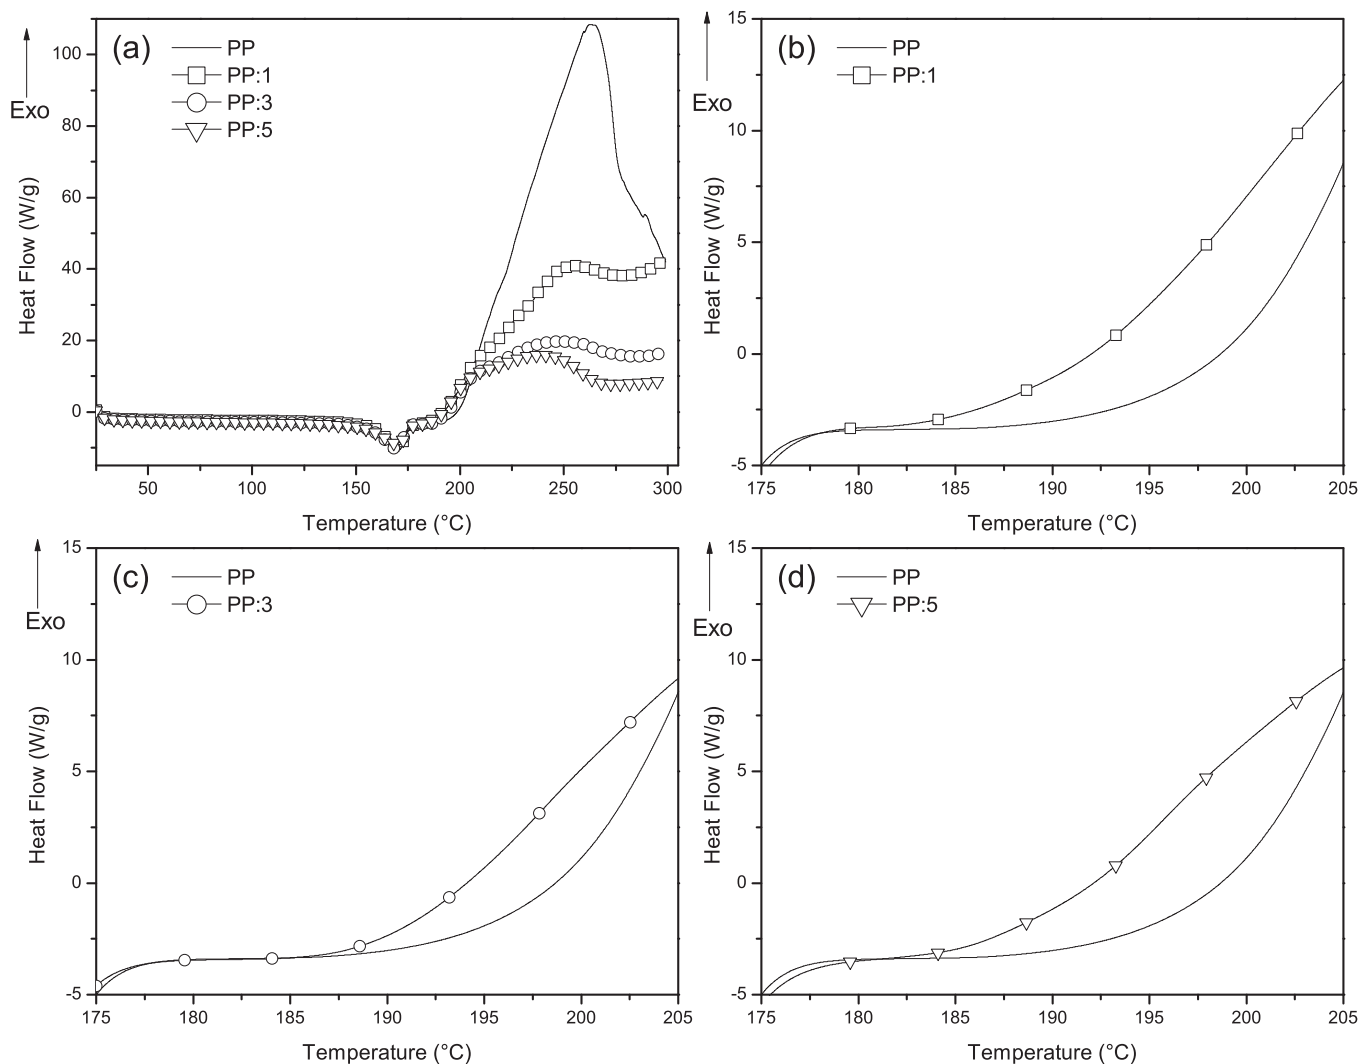 (a)
Exo
PP
PP:1
PP:3
PP:5
Heat Flow (W/g)
100
80
60
40
20
0
50
100
150
200
250
300
Temperature (°C)
(b)
Exo
PP
PP:1
Heat Flow (W/g)
15
10
5
0
-5
175
180
185
190
195
200
205
Temperature (°C)
(c)
Exo
PP
PP:3
Heat Flow (W/g)
15
10
5
0
-5
175
180
185
190
195
200
205
Temperature (°C)
(d)
Exo
PP
PP:5
Heat Flow (W/g)
15
10
5
0
-5
175
180
185
190
195
200
205
Temperature (°C)